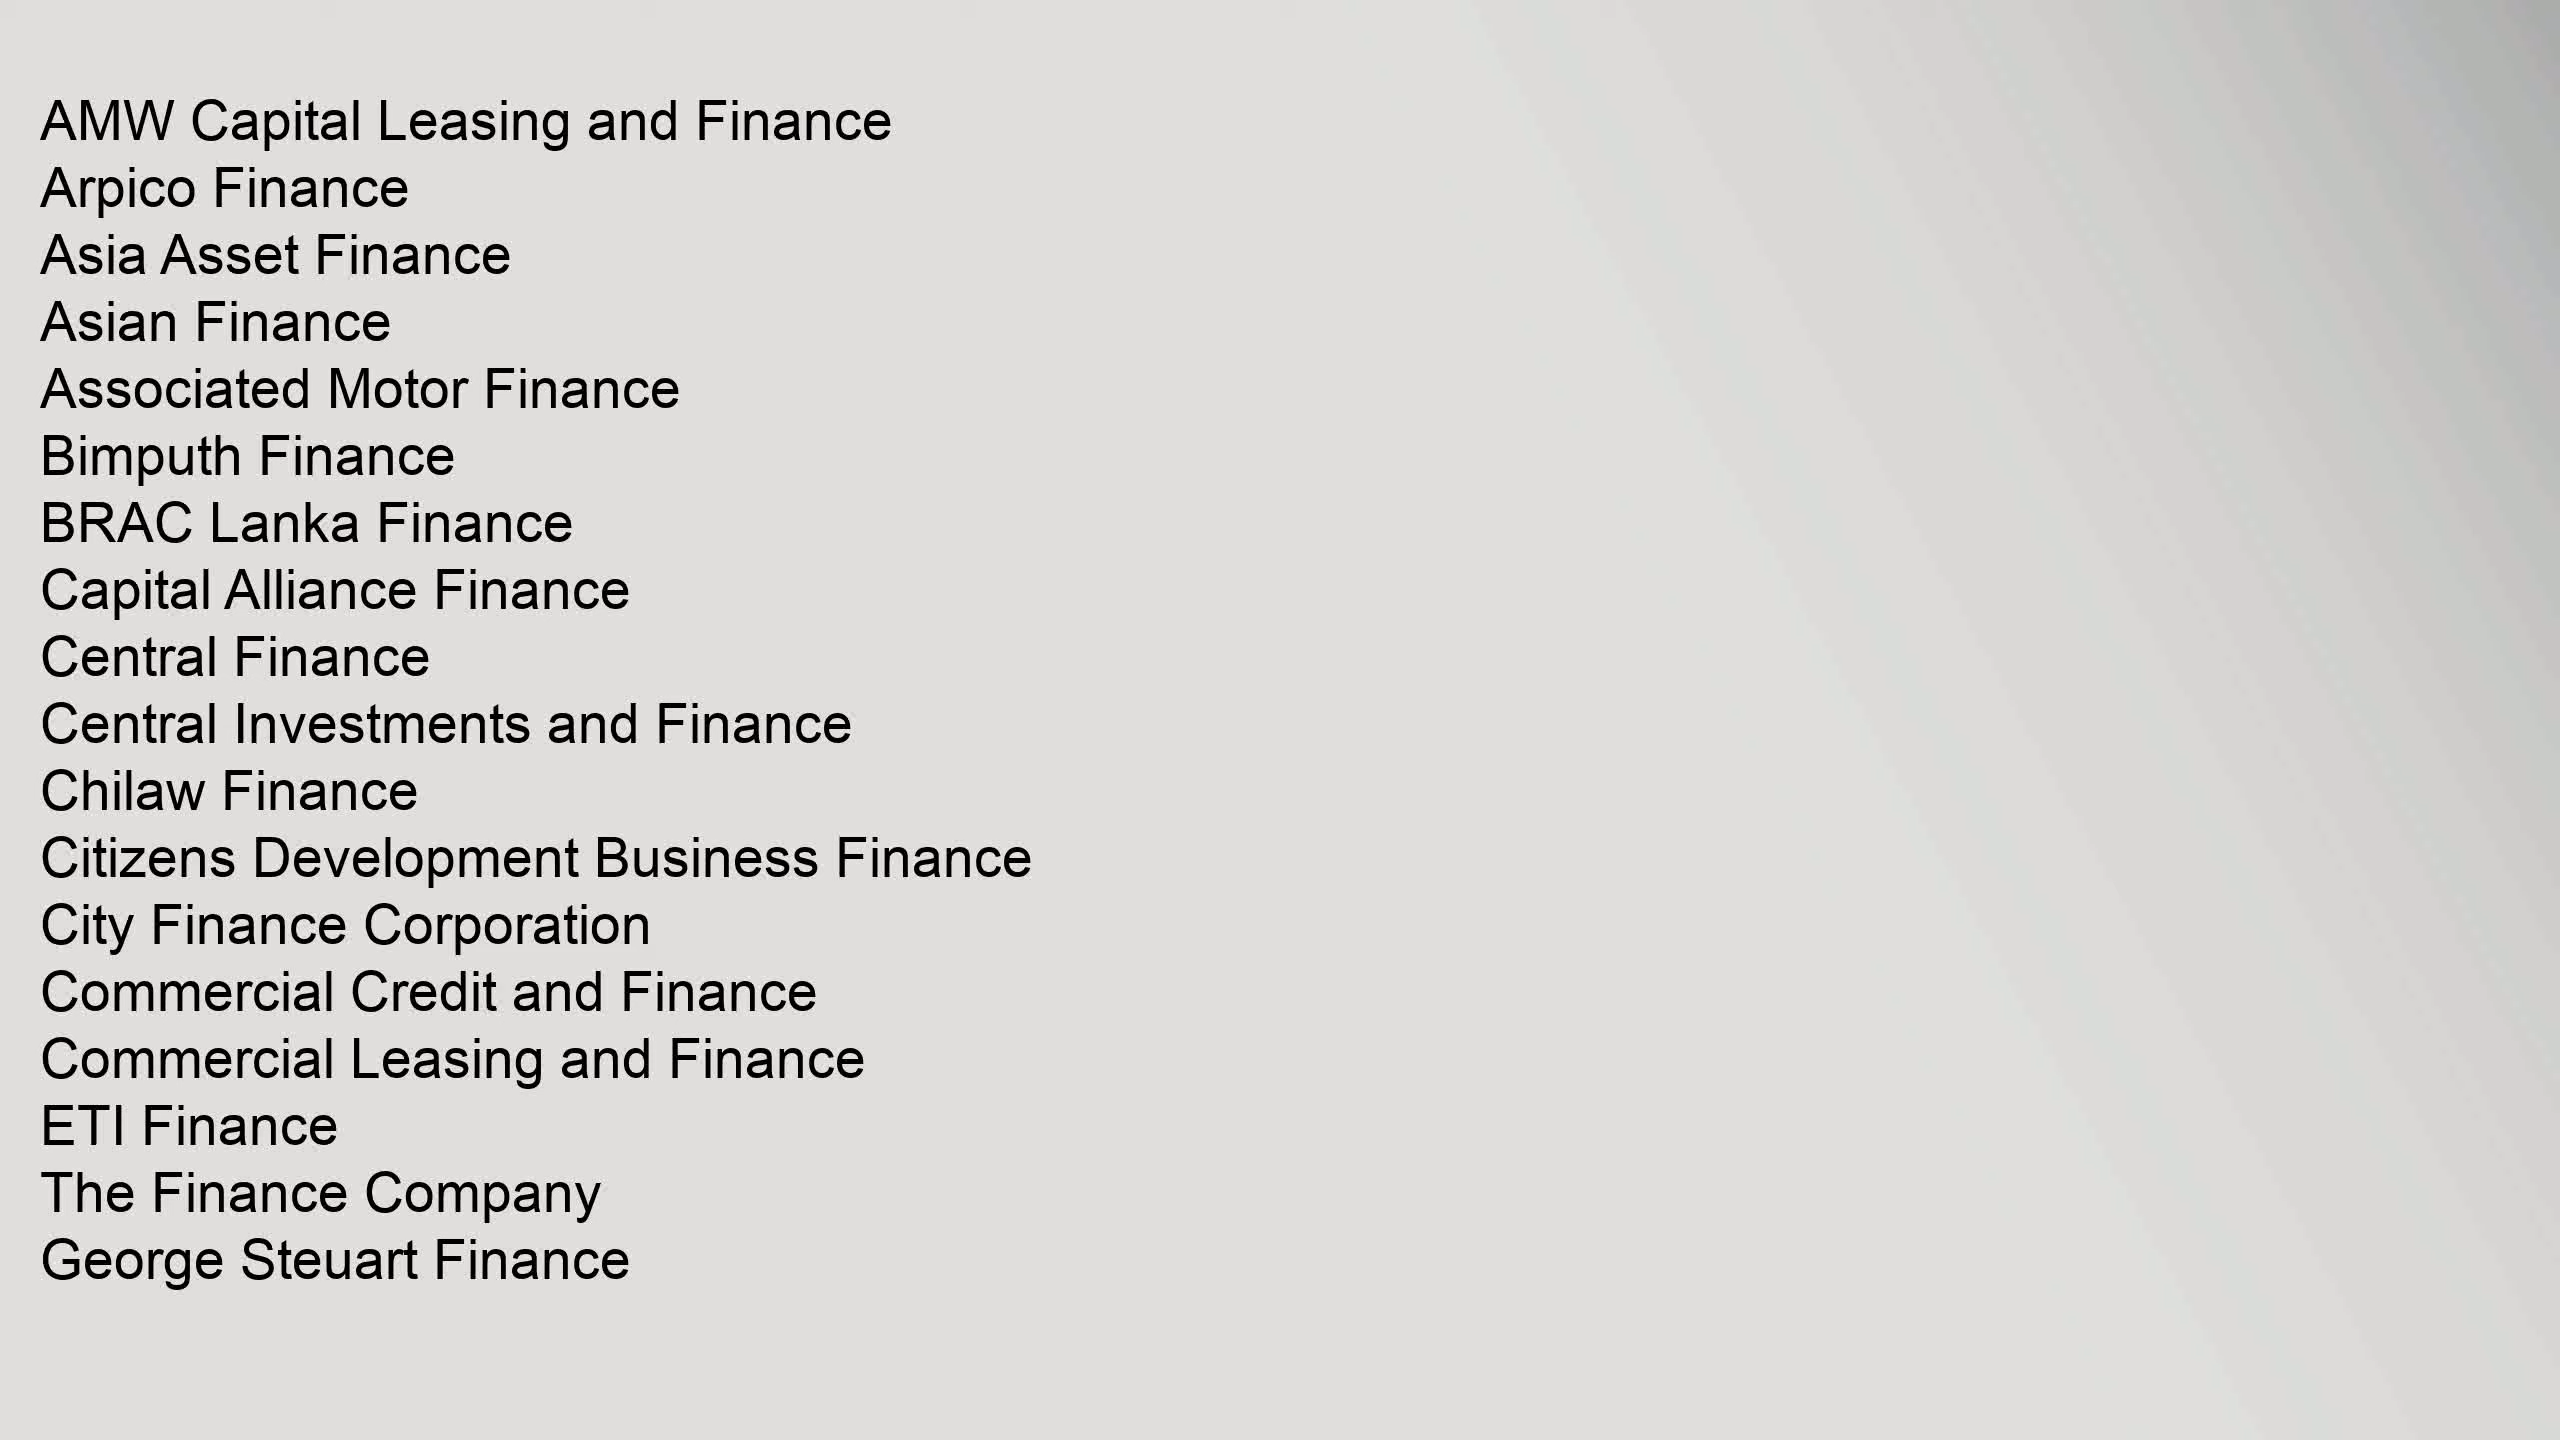 AMW Capital Leasing and Finance
Arpico Finance
Asia Asset Finance
Asian Finance
Associated Motor Finance
Bimputh Finance
BRAC Lanka Finance
Capital Alliance Finance
Central Finance
Central Investments and Finance
Chilaw Finance
Citizens Development Business Finance
City Finance Corporation
Commercial Credit and Finance
Commercial Leasing and Finance
ETI Finance
The Finance Company
George Steuart Finance